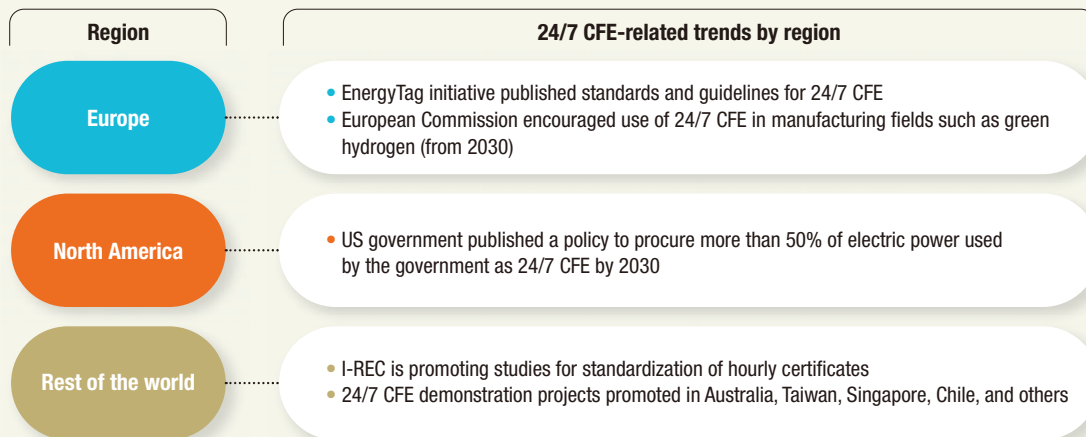 Region
24/7 CFE-related trends by region
Europe
• EnergyTag initiative published standards and guidelines for 24/7 CFE
• European Commission encouraged use of 24/7 CFE in manufacturing fields such as green
hydrogen (from 2030)
North America
• US government published a policy to procure more than 50% of electric power used
by the government as 24/7 CFE by 2030
Rest of the world
• I-REC is promoting studies for standardization of hourly certificates
• 24/7 CFE demonstration projects promoted in Australia, Taiwan, Singapore, Chile, and others